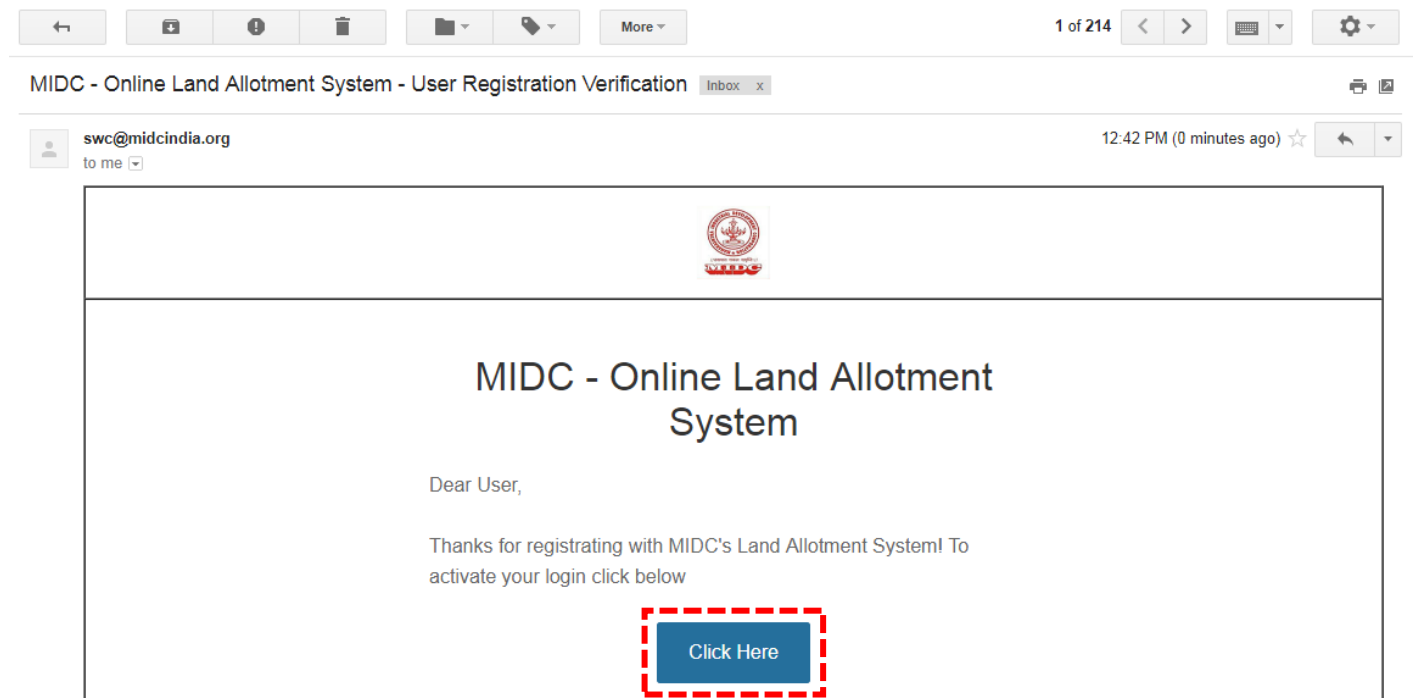 More
1 of 214
MIDC - Online Land Allotment System - User Registration Verification Inbox x
swc@midcindia.org
12:42 PM (0 minutes ago)
to me
MIDC
MIDC - Online Land Allotment
System
Dear User,
Thanks for registrating with MIDC's Land Allotment System! To
activate your login click below
Click Here